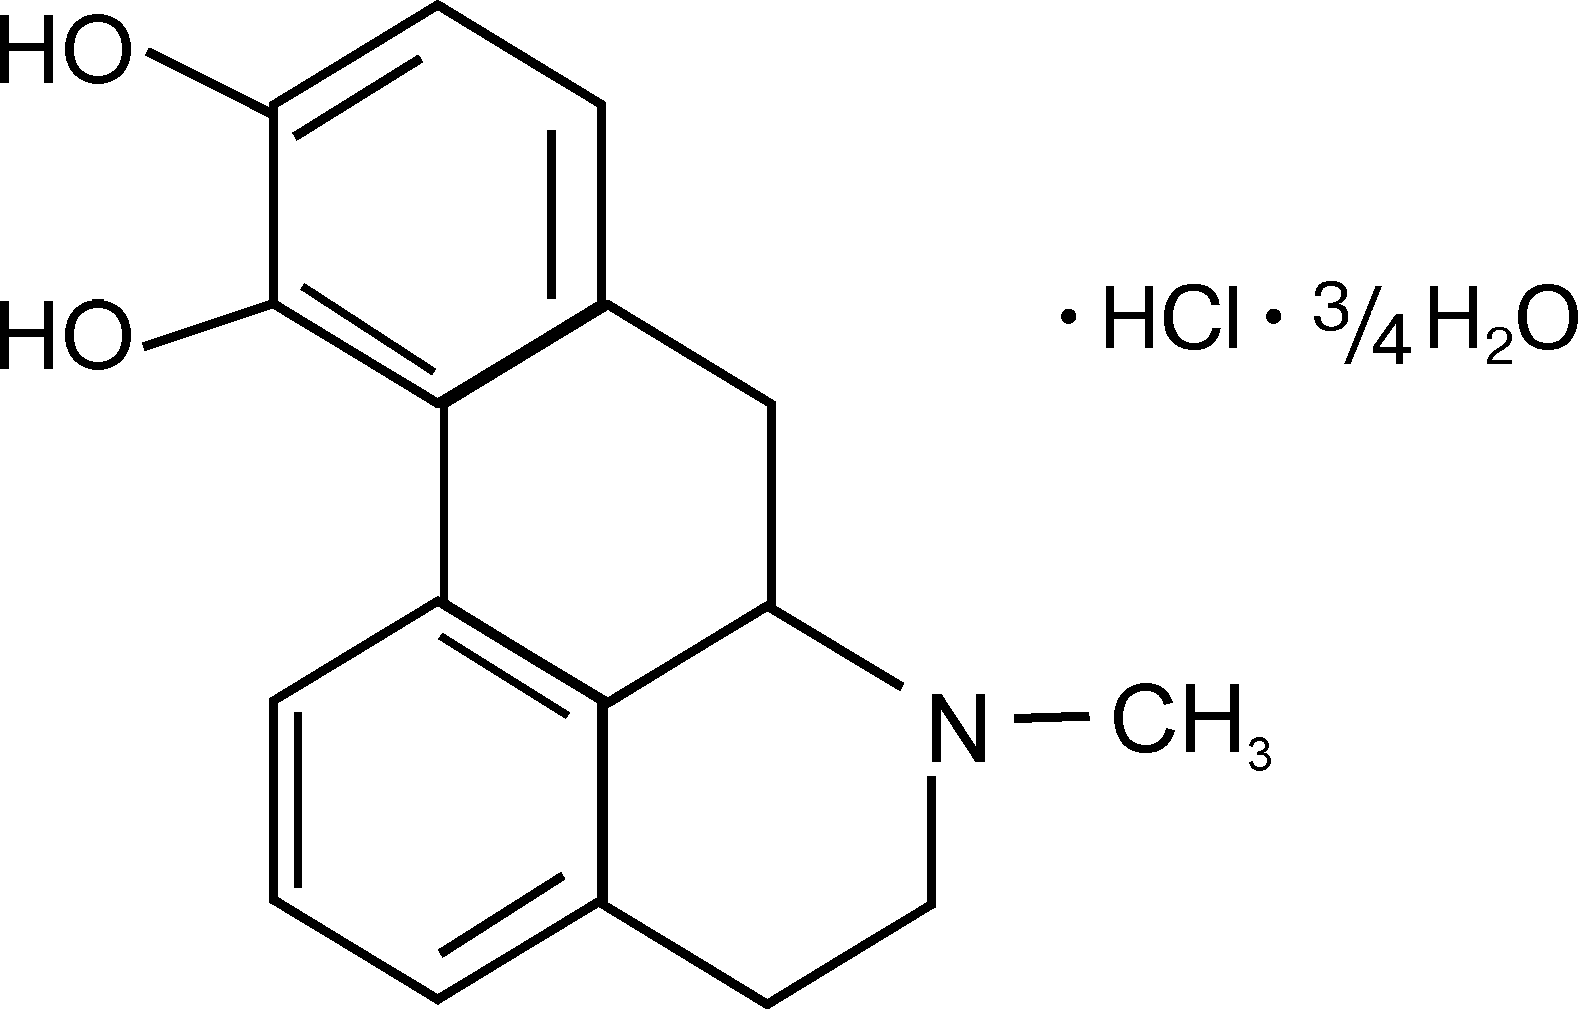 HO
HO
· HCl · 3/4 H₂O
N — CH₃